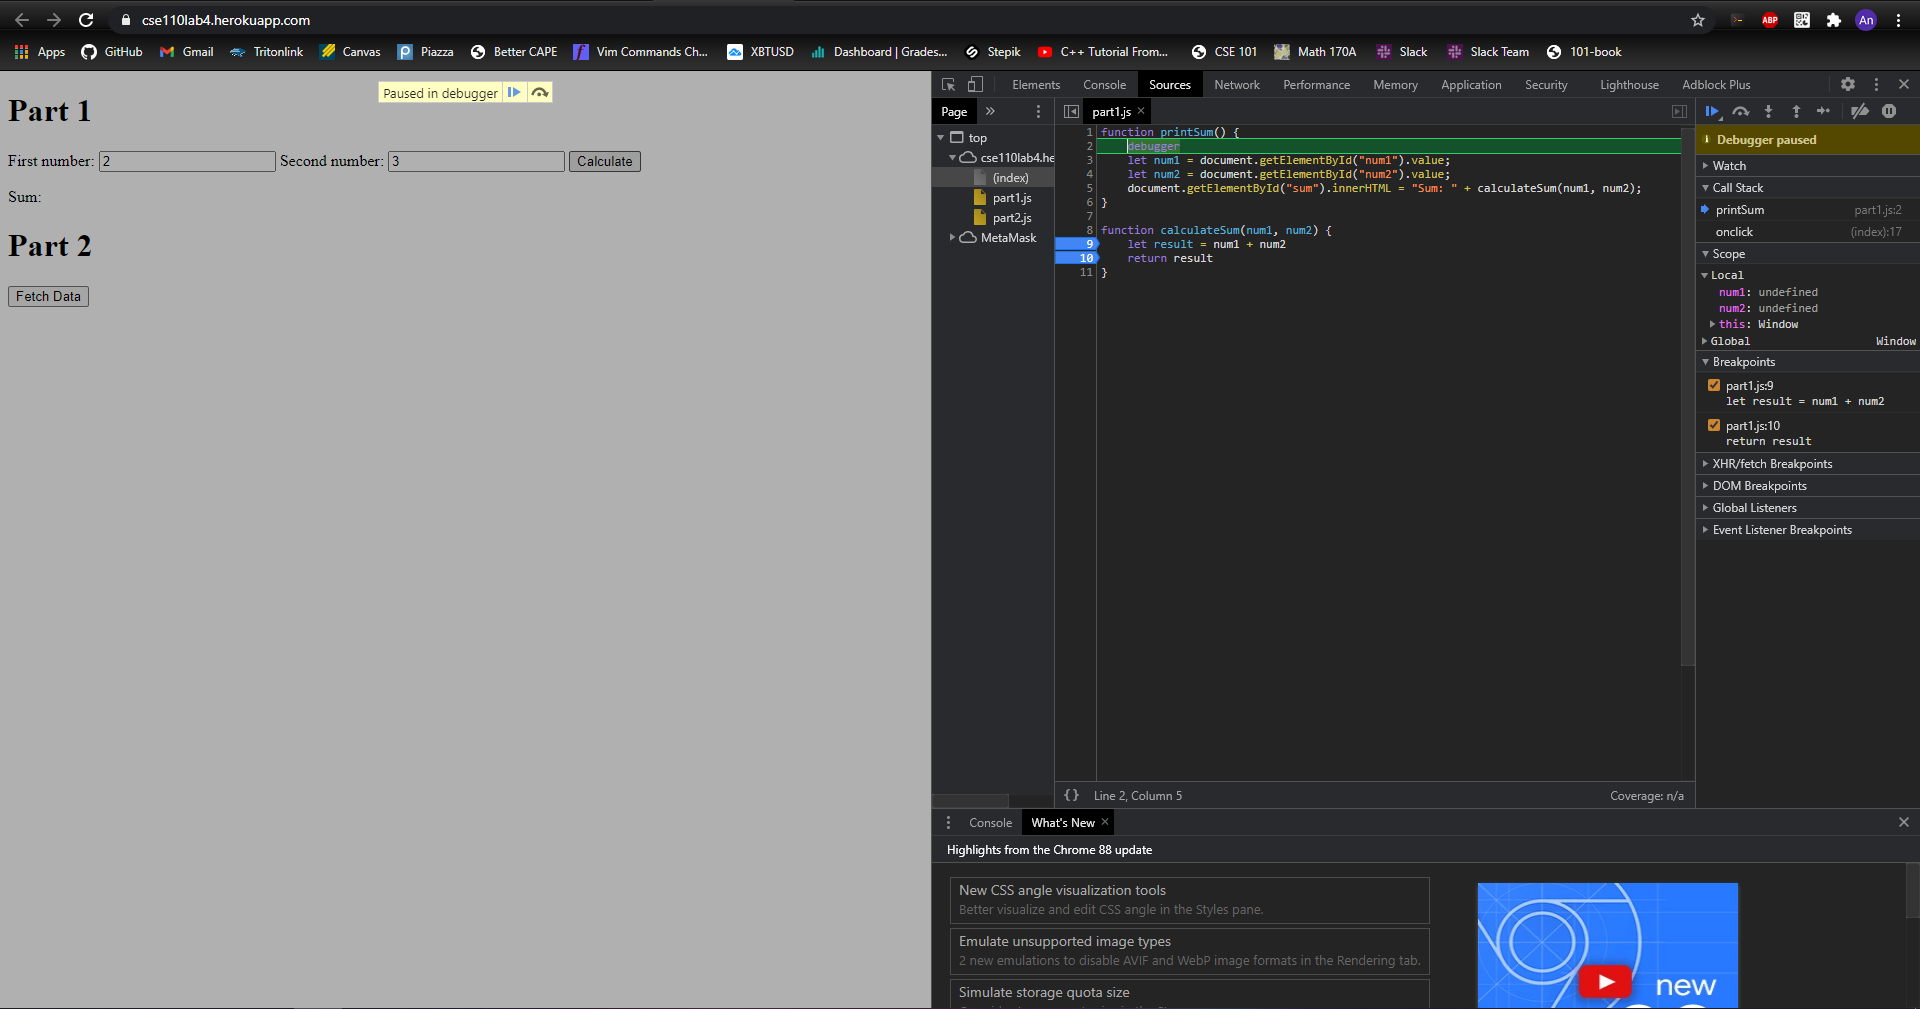 cse110lab4.herokuapp.com
ABP
An
Apps GitHub Gmail Tritonlink Canvas Piazza Better CAPE Vim Commands Ch... XBTUSD Dashboard | Grades... Stepik C++ Tutorial From... CSE 101 Math 170A Slack Slack Team 101-book
Paused in debugger
Part 1
First number: 2 Second number: 3 Calculate
Sum:
Part 2
Fetch Data
Elements Console Sources Network Performance Memory Application Security Lighthouse Adblock Plus
Page »
top
cse110lab4.he
(index)
part1.js
part2.js
MetaMask
part1.js ×
1 function printSum() {
2 debugger
3 let num1 = document.getElementById("num1").value;
4 let num2 = document.getElementById("num2").value;
5 document.getElementById("sum").innerHTML = "Sum: " + calculateSum(num1, num2);
6 }
7
8 function calculateSum(num1, num2) {
9 let result = num1 + num2
10 return result
11 }
{} Line 2, Column 5
Coverage: n/a
Debugger paused
Watch
Call Stack
printSum part1.js:2
onclick (index):17
Scope
Local
num1: undefined
num2: undefined
this: Window
Global Window
Breakpoints
part1.js:9
let result = num1 + num2
part1.js:10
return result
XHR/fetch Breakpoints
DOM Breakpoints
Global Listeners
Event Listener Breakpoints
Console What's New ×
Highlights from the Chrome 88 update
New CSS angle visualization tools
Better visualize and edit CSS angle in the Styles pane.
Emulate unsupported image types
2 new emulations to disable AVIF and WebP image formats in the Rendering tab.
Simulate storage quota size
new